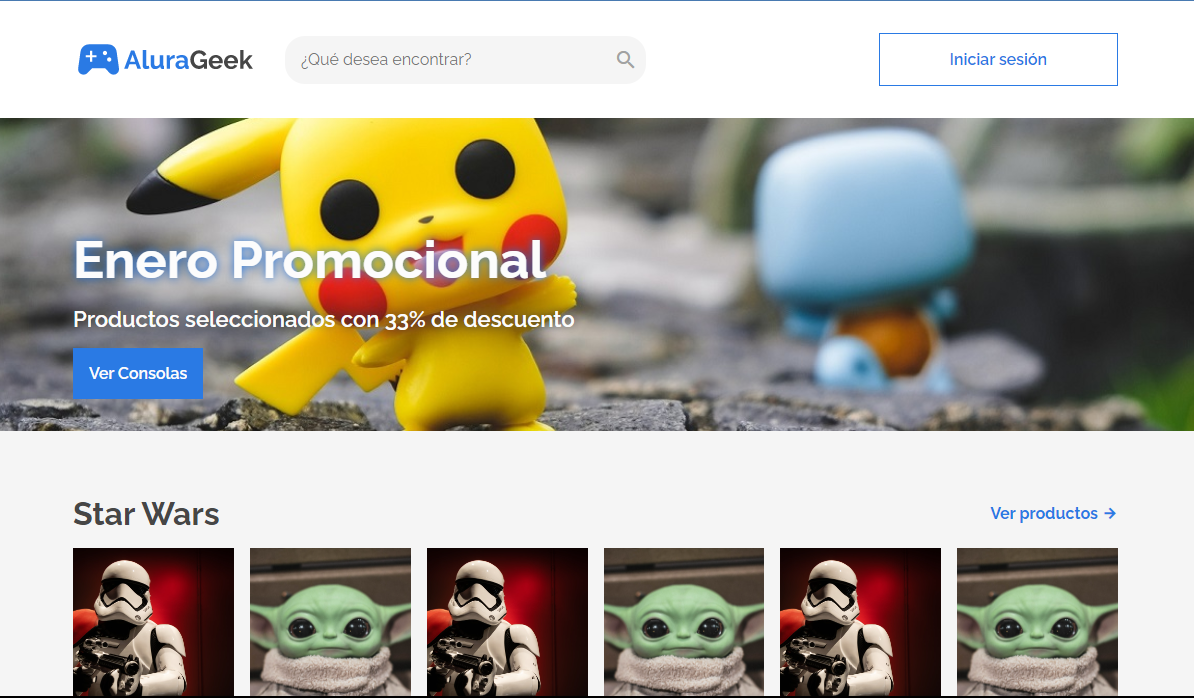 AluraGeek
¿Qué desea encontrar?
Iniciar sesión
Enero Promocional
Productos seleccionados con 33% de descuento
Ver Consolas
Star Wars
Ver productos →